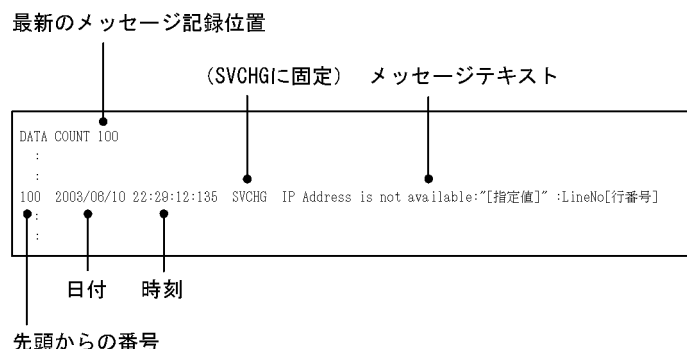 最新のメッセージ記録位置
(SVCHGに固定) メッセージテキスト
DATA COUNT 100
:
:
100 2003/06/10 22:29:12:135 SVCHG IP Address is not available:"[指定値]" :LineNo[行番号]
:
:
日付 時刻
先頭からの番号